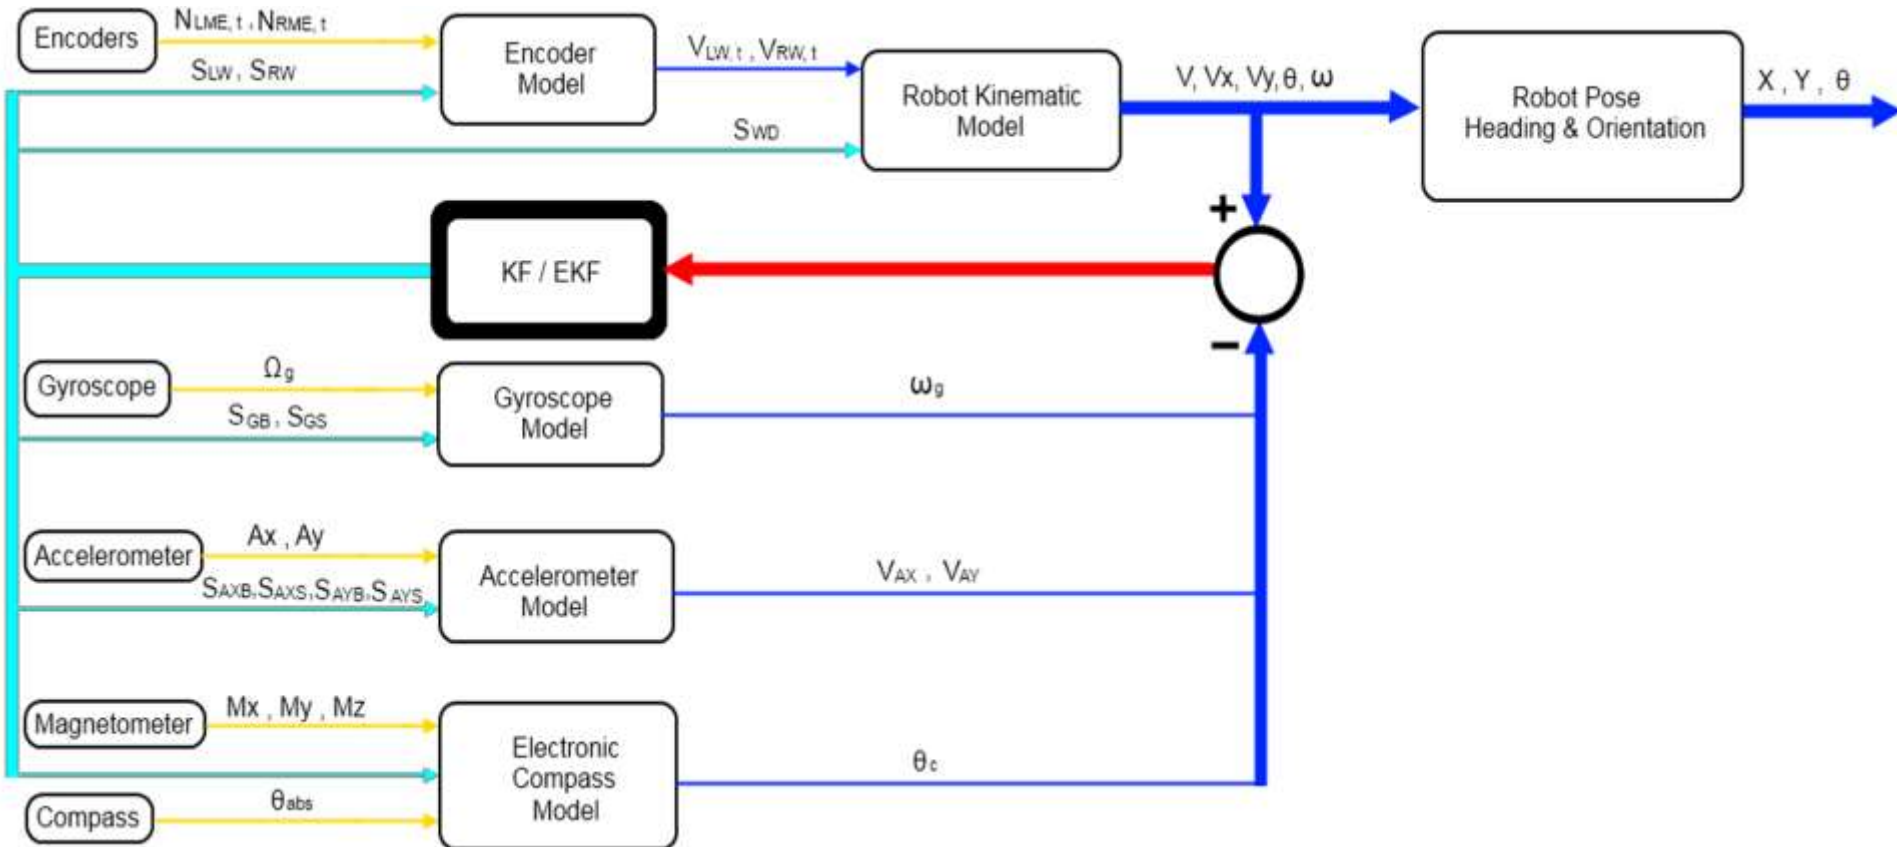 Encoders
NLME, t , NRME, t
SLW , SRW
Encoder
Model
VLW, t , VRW, t
SWD
Robot Kinematic
Model
V, Vx, Vy, θ, ω
Robot Pose
Heading & Orientation
X , Y , θ
+
KF / EKF
−
Gyroscope
Ωg
SGB , SGS
Gyroscope
Model
ωg
Accelerometer
Ax , Ay
SAXB, SAXS, SAYB, SAYS
Accelerometer
Model
VAX , VAY
Magnetometer
Mx , My , Mz
Electronic
Compass
Model
θc
Compass
θabs